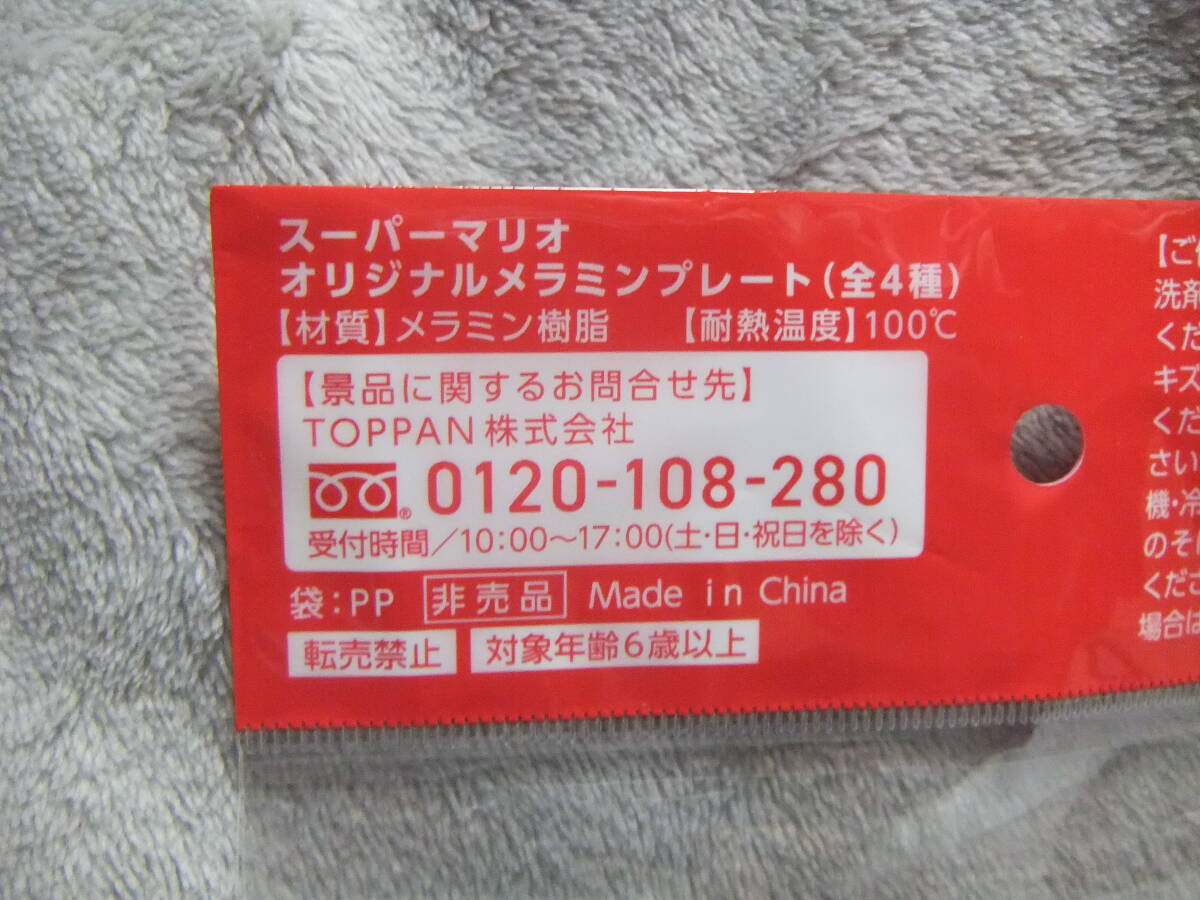 スーパーマリオ
オリジナルメラミンプレート(全4種)
【材質】メラミン樹脂 【耐熱温度】100℃
【景品に関するお問合せ先】
TOPPAN株式会社
0120-108-280
受付時間/10:00～17:00(土・日・祝日を除く)
袋:PP 非売品 Made in China
転売禁止 対象年齢6歳以上
【ご
洗剤
くだ
キズ
くだ
さい
機・冷
のそば
くださ
場合は